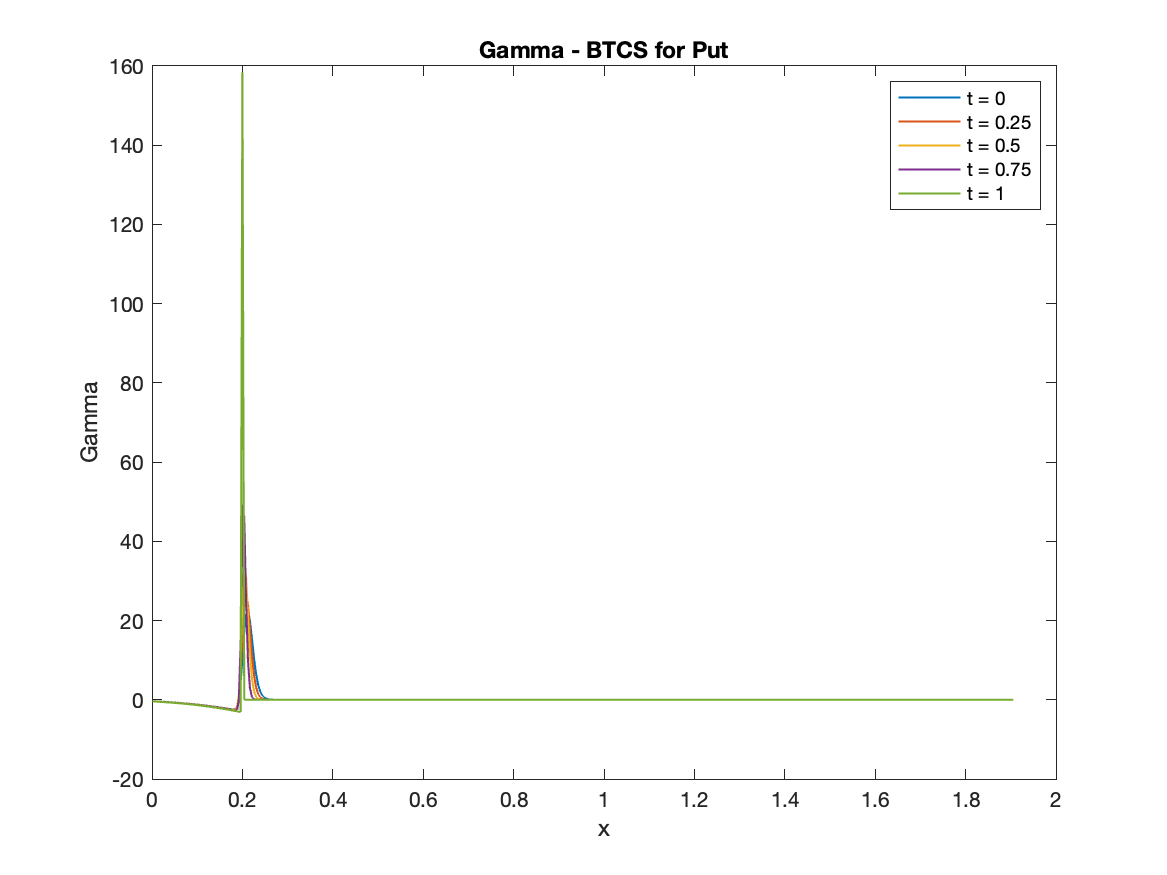 Gamma - BTCS for Put
160
140
120
100
80
60
40
20
0
-20
Gamma
t = 0
t = 0.25
t = 0.5
t = 0.75
t = 1
0 0.2 0.4 0.6 0.8 1 1.2 1.4 1.6 1.8 2
x